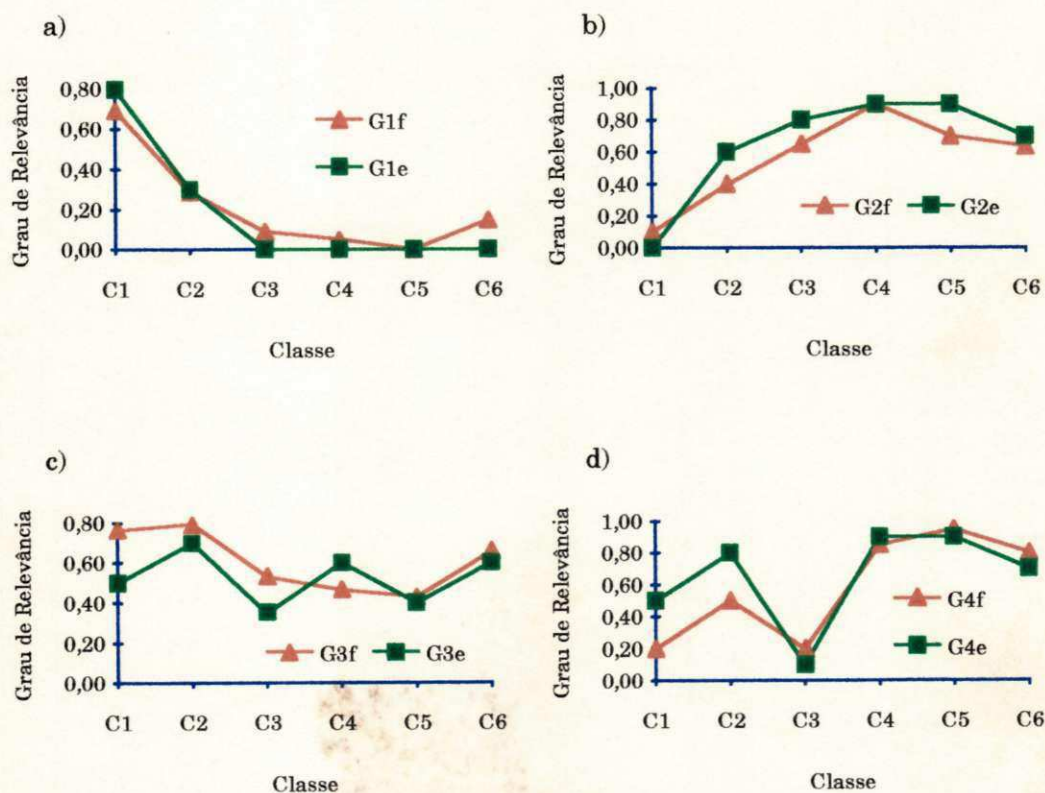 a)
Grau de Relevância
0,80
0,60
0,40
0,20
0,00
G1f
G1e
C1 C2 C3 C4 C5 C6
Classe
b)
Grau de Relevância
1,00
0,80
0,60
0,40
0,20
0,00
G2f G2e
C1 C2 C3 C4 C5 C6
Classe
c)
Grau de Relevância
0,80
0,60
0,40
0,20
0,00
G3f G3e
C1 C2 C3 C4 C5 C6
Classe
d)
Grau de Relevância
1,00
0,80
0,60
0,40
0,20
0,00
G4f
G4e
C1 C2 C3 C4 C5 C6
Classe